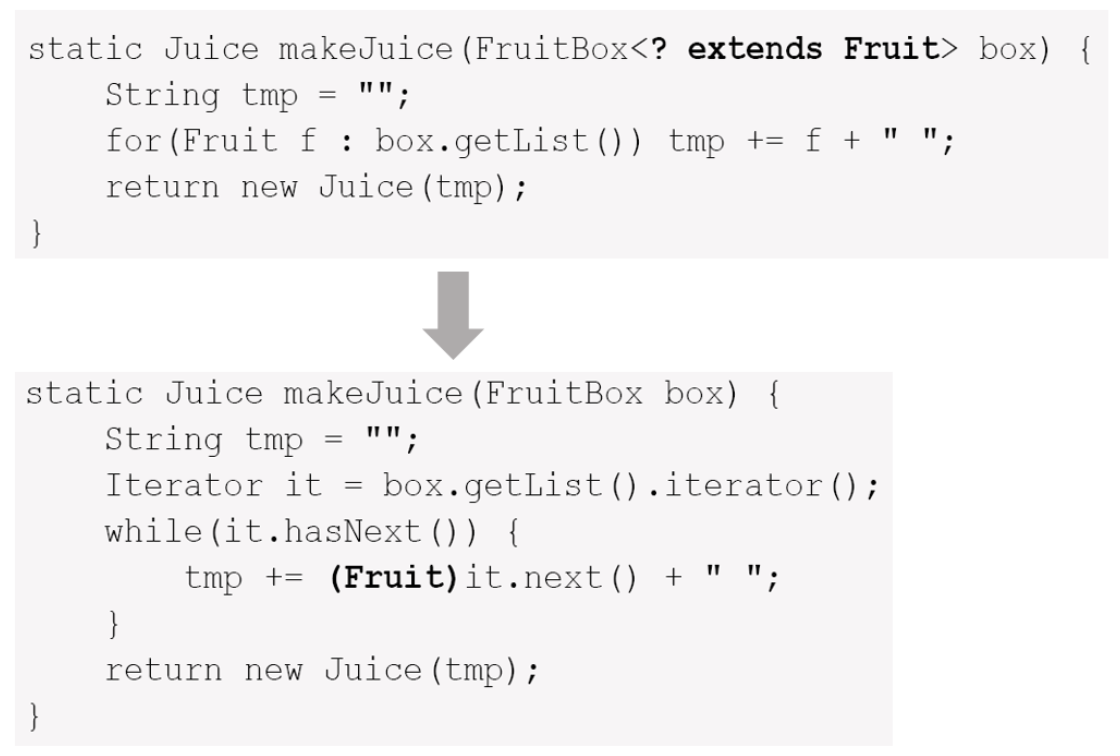 static Juice makeJuice(FruitBox<? extends Fruit> box) {
    String tmp = "";
    for(Fruit f : box.getList()) tmp += f + " ";
    return new Juice(tmp);
}
static Juice makeJuice(FruitBox box) {
    String tmp = "";
    Iterator it = box.getList().iterator();
    while(it.hasNext()) {
        tmp += (Fruit)it.next() + " ";
    }
    return new Juice(tmp);
}